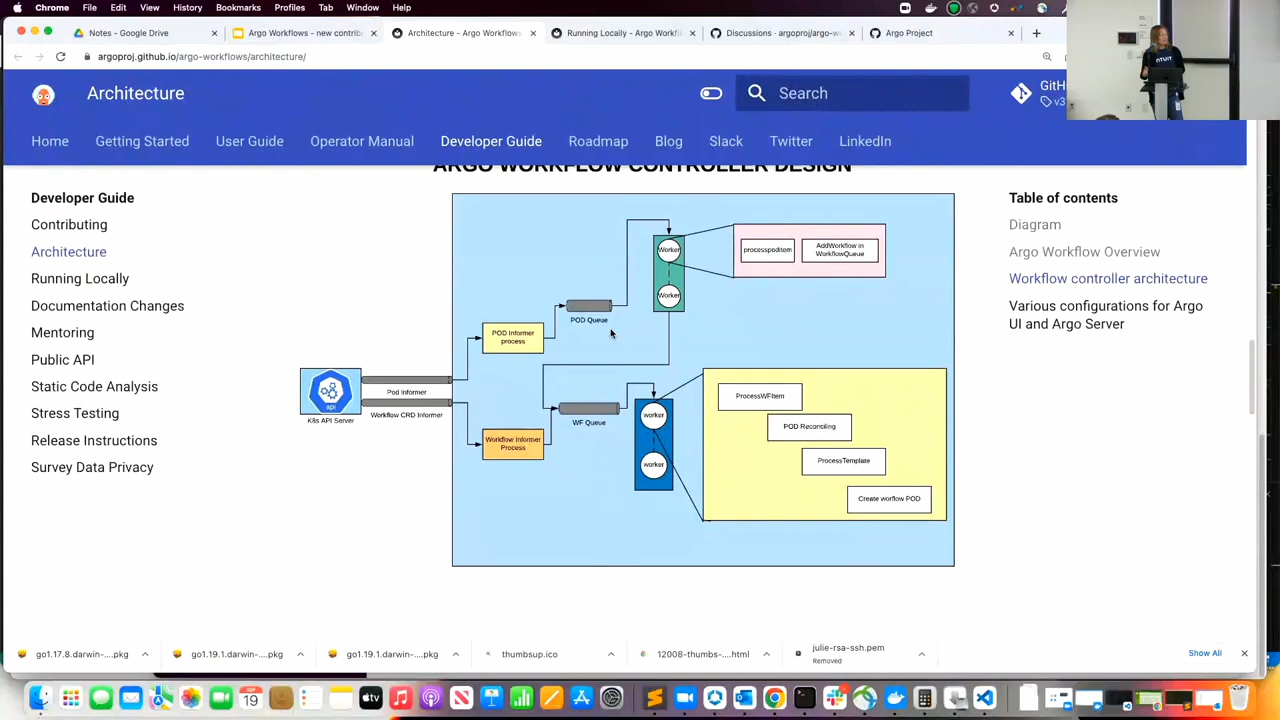 Chrome File Edit View History Bookmarks Profiles Tab Window Help
Notes - Google Drive
Argo Workflows - new contrib
Architecture - Argo Workflows
Running Locally - Argo Workfl
Discussions · argoproj/argo-w
Argo Project
argoproj.github.io/argo-workflows/architecture/
Architecture
Search
GitH
v3
Home Getting Started User Guide Operator Manual Developer Guide Roadmap Blog Slack Twitter LinkedIn
ARGO WORKFLOW CONTROLLER DESIGN
Developer Guide
Contributing
Architecture
Running Locally
Documentation Changes
Mentoring
Public API
Static Code Analysis
Stress Testing
Release Instructions
Survey Data Privacy
api
K8s API Server
Pod Informer
Workflow CRD Informer
POD Informer
process
Workflow Informer
Process
POD Queue
WF Queue
Worker
Worker
processpoditem
AddWorkflow in
WorkflowQueue
worker
worker
ProcessWFItem
POD Reconciling
ProcessTemplate
Create worflow POD
Table of contents
Diagram
Argo Workflow Overview
Workflow controller architecture
Various configurations for Argo
UI and Argo Server
go1.17.8.darwin-....pkg
go1.19.1.darwin-....pkg
go1.19.1.darwin-....pkg
thumbsup.ico
12008-thumbs-....html
julie-rsa-ssh.pem
Removed
Show All
SEP
19
tv